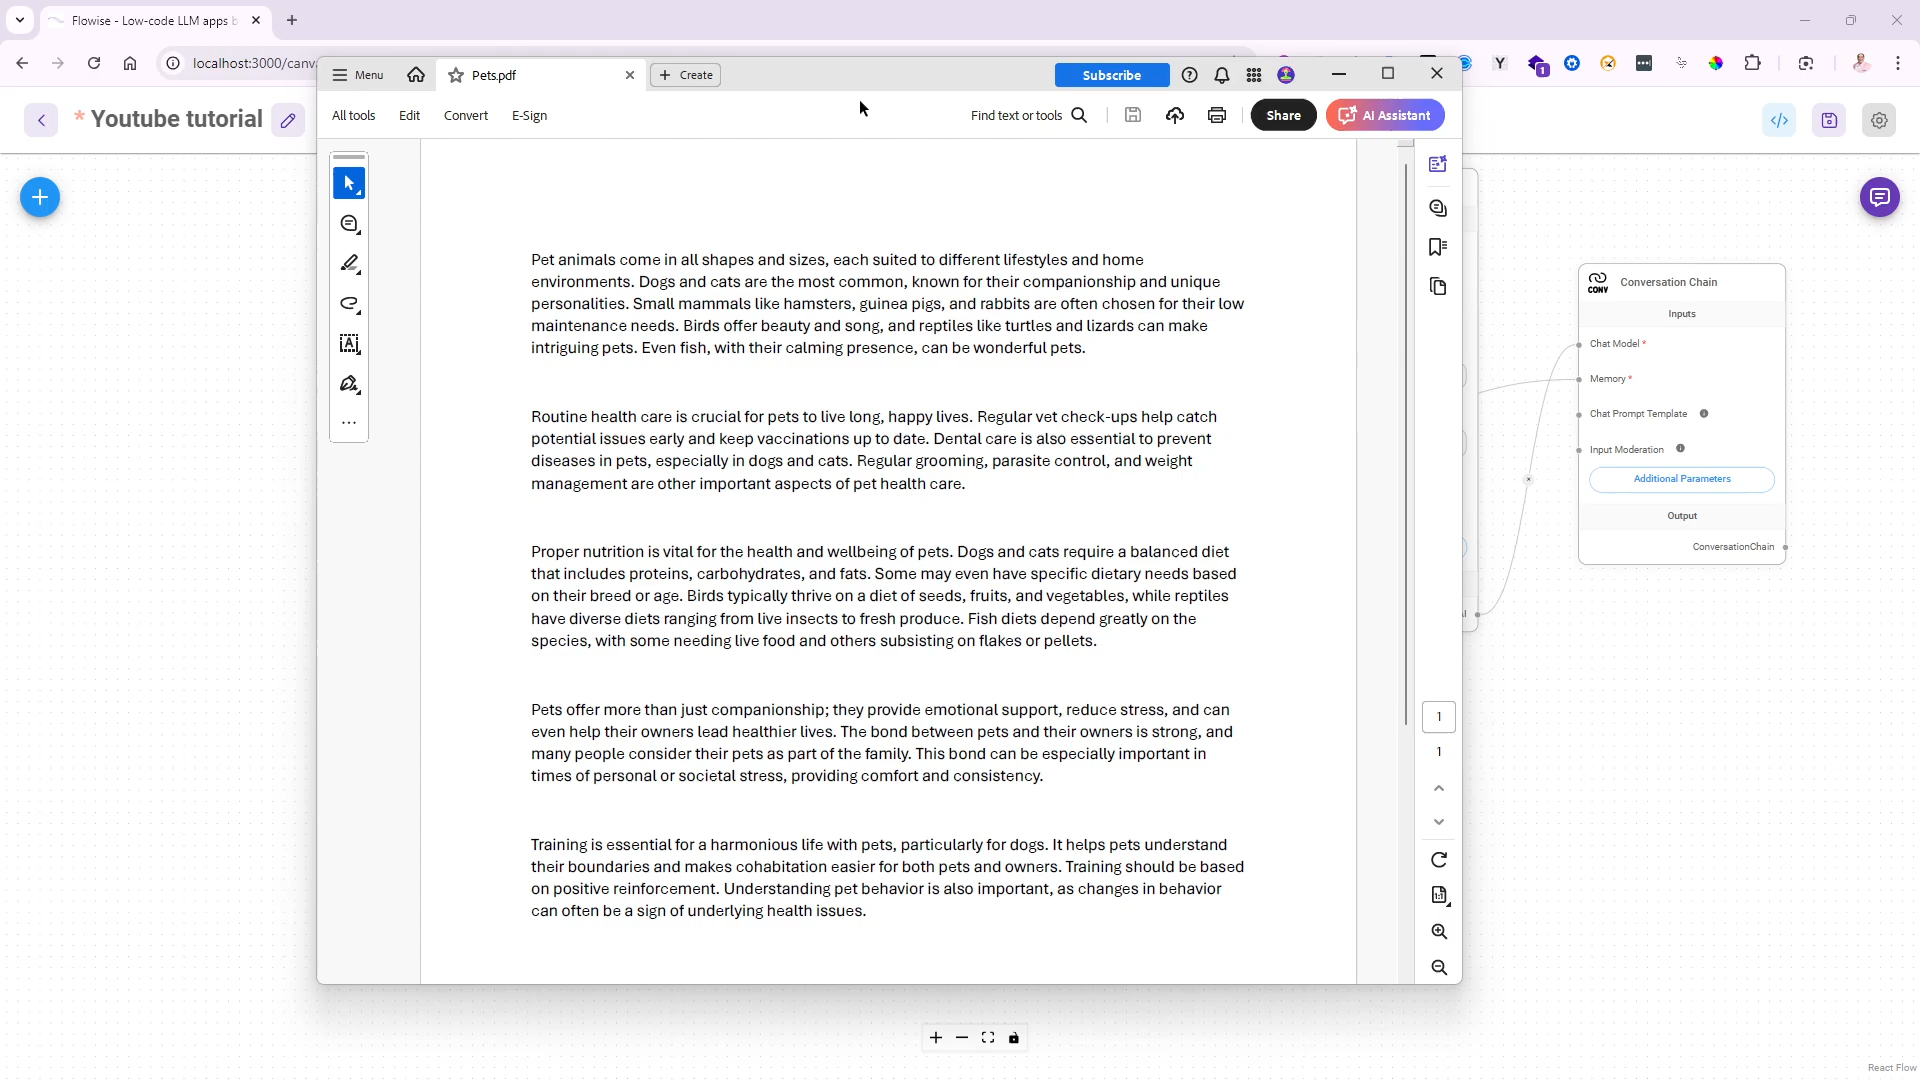 Flowise - Low-code LLM apps b
localhost:3000/canv
Menu
Pets.pdf
Create
Subscribe
Y
1
* Youtube tutorial
All tools
Edit
Convert
E-Sign
Find text or tools
Share
AI Assistant
Pet animals come in all shapes and sizes, each suited to different lifestyles and home
environments. Dogs and cats are the most common, known for their companionship and unique
personalities. Small mammals like hamsters, guinea pigs, and rabbits are often chosen for their low
maintenance needs. Birds offer beauty and song, and reptiles like turtles and lizards can make
intriguing pets. Even fish, with their calming presence, can be wonderful pets.
Routine health care is crucial for pets to live long, happy lives. Regular vet check-ups help catch
potential issues early and keep vaccinations up to date. Dental care is also essential to prevent
diseases in pets, especially in dogs and cats. Regular grooming, parasite control, and weight
management are other important aspects of pet health care.
Proper nutrition is vital for the health and wellbeing of pets. Dogs and cats require a balanced diet
that includes proteins, carbohydrates, and fats. Some may even have specific dietary needs based
on their breed or age. Birds typically thrive on a diet of seeds, fruits, and vegetables, while reptiles
have diverse diets ranging from live insects to fresh produce. Fish diets depend greatly on the
species, with some needing live food and others subsisting on flakes or pellets.
Pets offer more than just companionship; they provide emotional support, reduce stress, and can
even help their owners lead healthier lives. The bond between pets and their owners is strong, and
many people consider their pets as part of the family. This bond can be especially important in
times of personal or societal stress, providing comfort and consistency.
Training is essential for a harmonious life with pets, particularly for dogs. It helps pets understand
their boundaries and makes cohabitation easier for both pets and owners. Training should be based
on positive reinforcement. Understanding pet behavior is also important, as changes in behavior
can often be a sign of underlying health issues.
1
1
CONV
Conversation Chain
Inputs
Chat Model *
Memory *
Chat Prompt Template
Input Moderation
Additional Parameters
Output
ConversationChain
React Flow